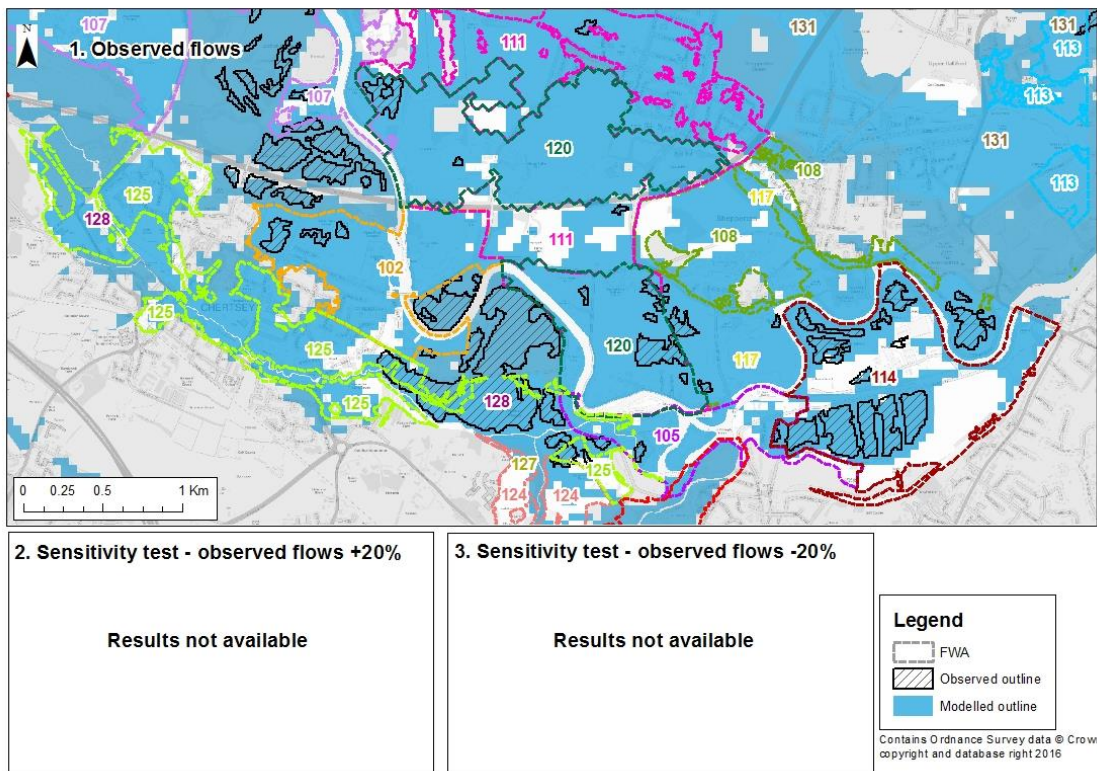 N
1. Observed flows
107
111
131
131
113
107
113
120
131
113
108
117
125
128
111
108
102
CHERTSEY
125
125
120
117
114
128
125
105
127
125
124
124
0 0.25 0.5 1 Km
2. Sensitivity test - observed flows +20%
Results not available
3. Sensitivity test - observed flows -20%
Results not available
Legend
FWA
Observed outline
Modelled outline
Contains Ordnance Survey data © Crow
copyright and database right 2016